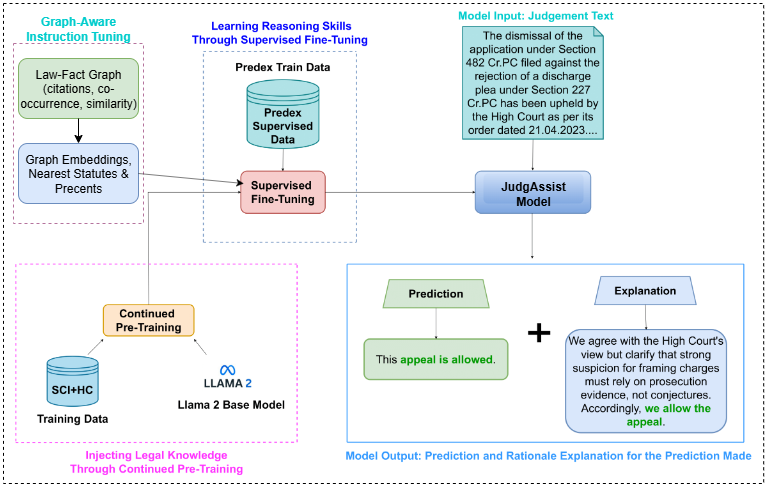 Graph-Aware
Instruction Tuning
Law-Fact Graph
(citations, co-
occurrence, similarity)
Graph Embeddings,
Nearest Statutes &
Precents
Learning Reasoning Skills
Through Supervised Fine-Tuning
Predex Train Data
Predex
Supervised
Data
Supervised
Fine-Tuning
Model Input: Judgement Text
The dismissal of the
application under Section
482 Cr.PC filed against the
rejection of a discharge
plea under Section 227
Cr.PC has been upheld by
the High Court as per its
order dated 21.04.2023....
JudgAssist
Model
Continued
Pre-Training
SCI+HC
Training Data
LLAMA 2
Llama 2 Base Model
Injecting Legal Knowledge
Through Continued Pre-Training
Prediction
This appeal is allowed.
+
Explanation
We agree with the High Court's
view but clarify that strong
suspicion for framing charges
must rely on prosecution
evidence, not conjectures.
Accordingly, we allow the
appeal.
Model Output: Prediction and Rationale Explanation for the Prediction Made